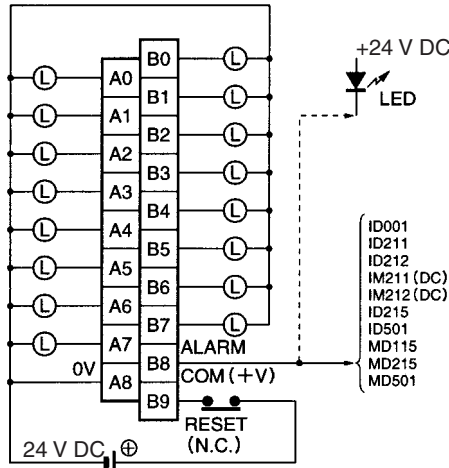 +24 V DC
LED
B0
L
L
A0
B1
L
L
A1
B2
L
L
A2
B3
L
L
A3
B4
L
L
A4
B5
L
L
A5
B6
L
L
A6
B7
L
L
A7
ALARM
0V
B8
COM (+V)
A8
B9
RESET
(N.C.)
24 V DC
⊕
ID001
ID211
ID212
IM211 (DC)
IM212 (DC)
ID215
ID501
MD115
MD215
MD501